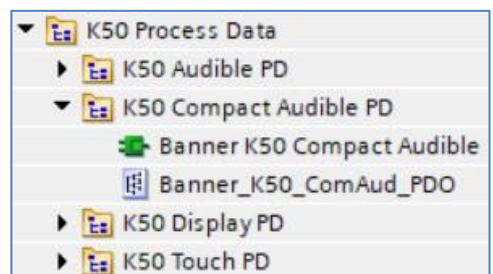 K50 Process Data
K50 Audible PD
K50 Compact Audible PD
Banner K50 Compact Audible
Banner_K50_ComAud_PDO
K50 Display PD
K50 Touch PD